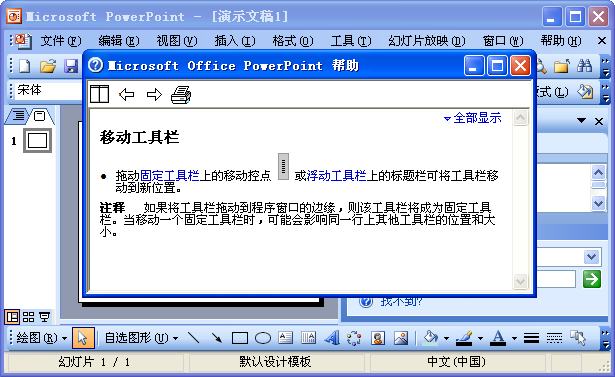 Microsoft PowerPoint - [演示文稿1]
文件(F) 编辑(E) 视图(V) 插入(I) 格式(O) 工具(T) 幻灯片放映(D) 窗口(W) 帮助(H)
宋体
式(L)
Microsoft Office PowerPoint 帮助
全部显示
移动工具栏
• 拖动固定工具栏上的移动控点 或浮动工具栏上的标题栏可将工具栏移
动到新位置。
注释 如果将工具栏拖动到程序窗口的边缘，则该工具栏将成为固定工具
栏。当移动一个固定工具栏时，可能会影响同一行上其他工具栏的位置和大
小。
1
找不到?
绘图(R) 自选图形(U)
幻灯片 1 / 1 默认设计模板 中文(中国)